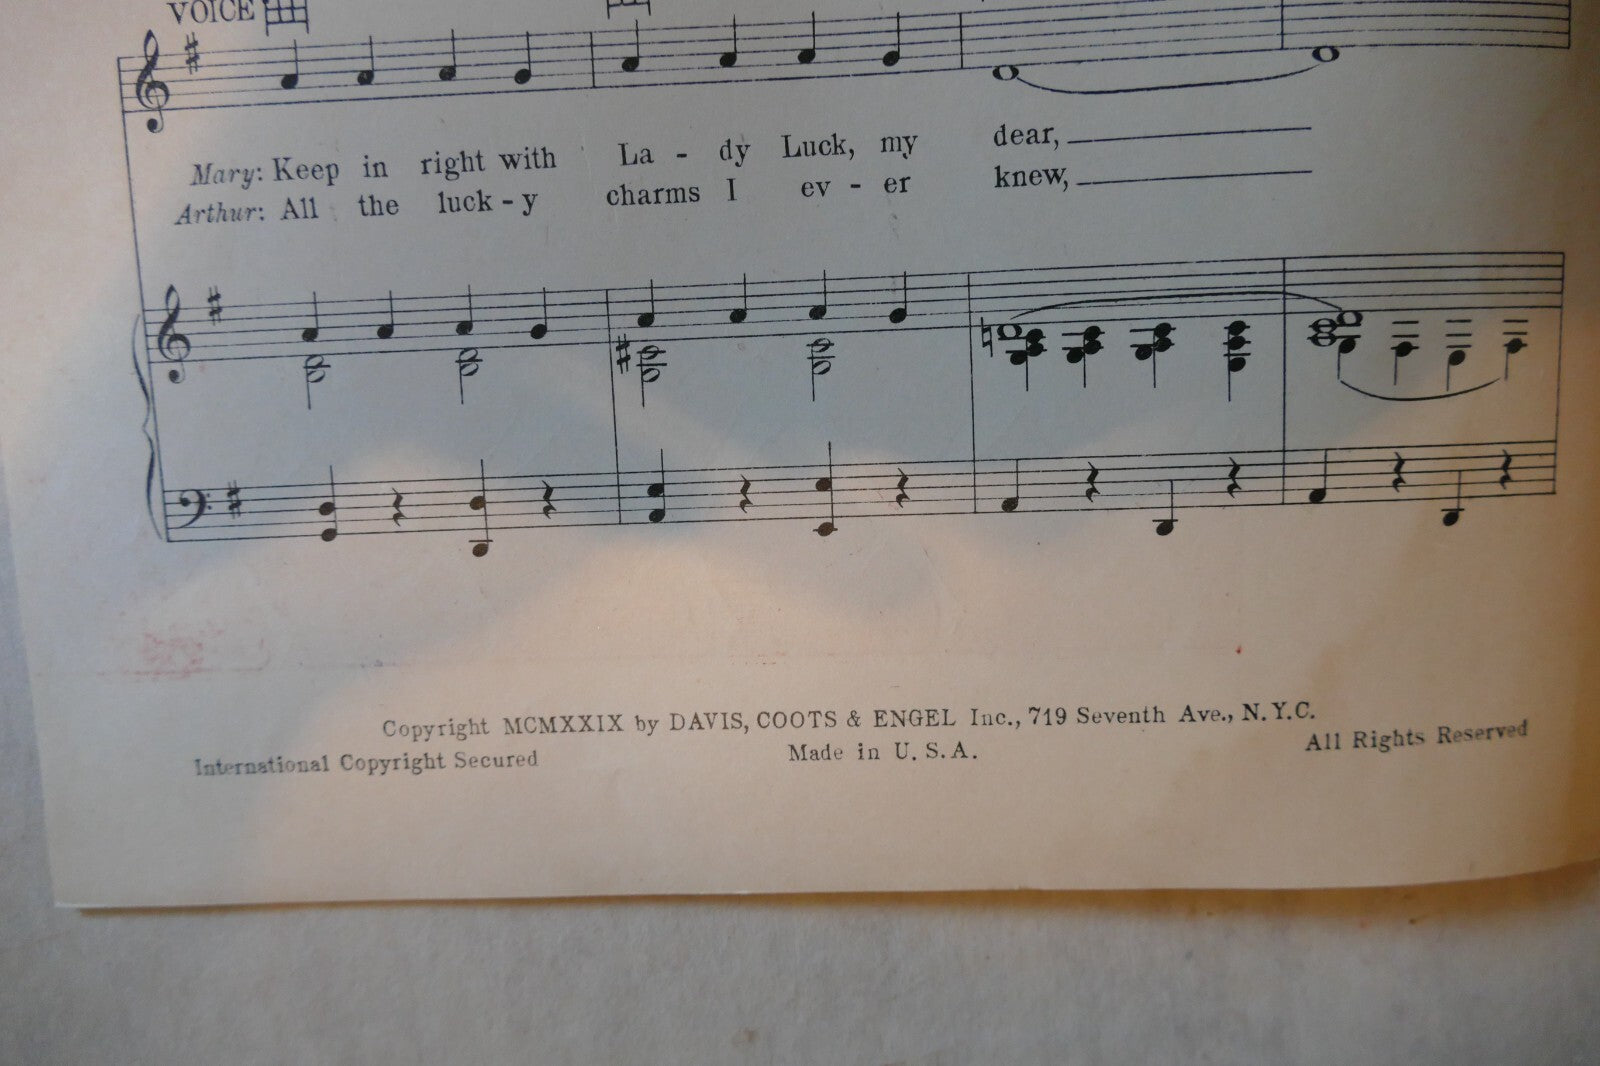 VOICE
Mary: Keep in right with La - dy Luck, my dear,
Arthur: All the luck - y charms I ev - er knew,
Copyright MCMXXIX by DAVIS, COOTS & ENGEL Inc., 719 Seventh Ave., N.Y.C.
International Copyright Secured Made in U.S.A. All Rights Reserved